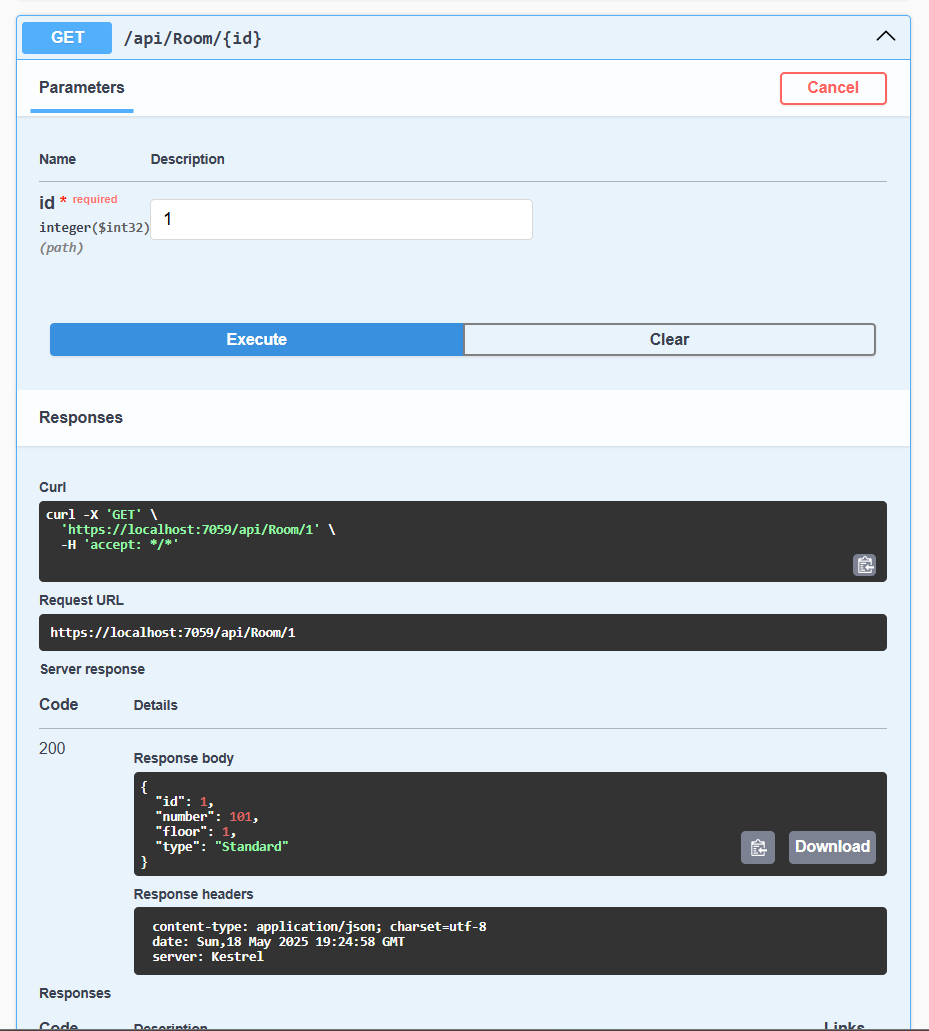 GET /api/Room/{id}
Parameters Cancel
Name Description
id * required
integer($int32)
(path)
1
Execute Clear
Responses
Curl
curl -X 'GET' \
  'https://localhost:7059/api/Room/1' \
  -H 'accept: */*'
Request URL
https://localhost:7059/api/Room/1
Server response
Code Details
200
Response body
{
  "id": 1,
  "number": 101,
  "floor": 1,
  "type": "Standard"
}
Download
Response headers
content-type: application/json; charset=utf-8
date: Sun,18 May 2025 19:24:58 GMT
server: Kestrel
Responses
Code Description Links